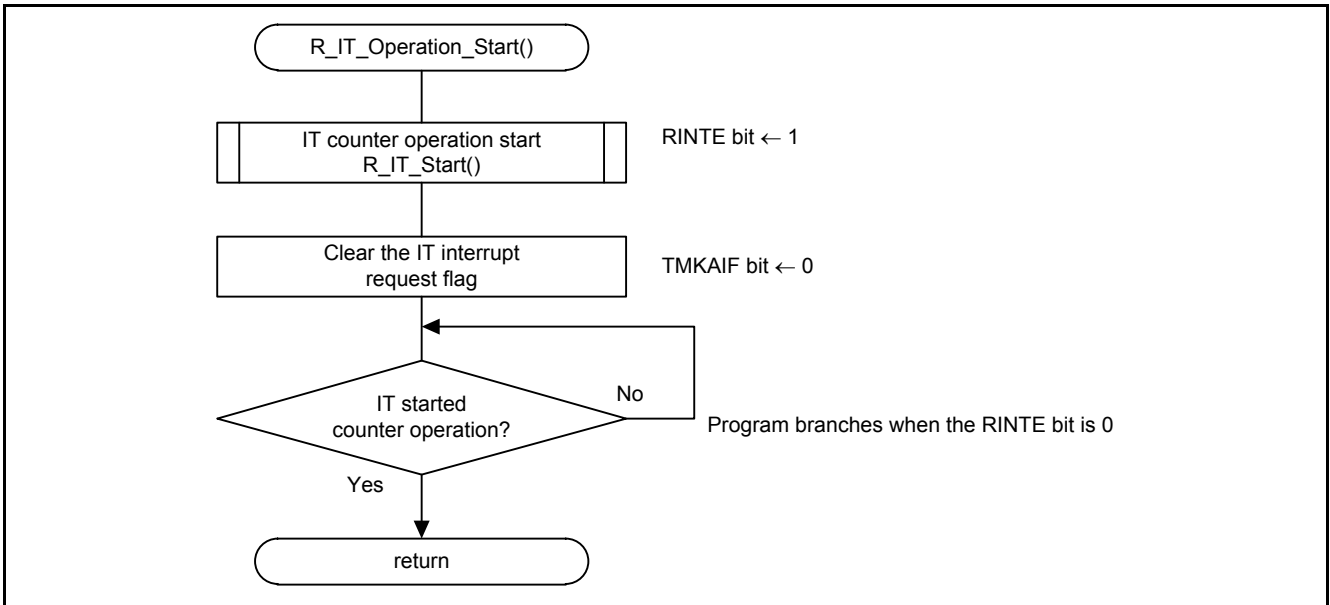 R_IT_Operation_Start()
IT counter operation start
R_IT_Start()
RINTE bit ← 1
Clear the IT interrupt
request flag
TMKAIF bit ← 0
IT started
counter operation?
No
Program branches when the RINTE bit is 0
Yes
return